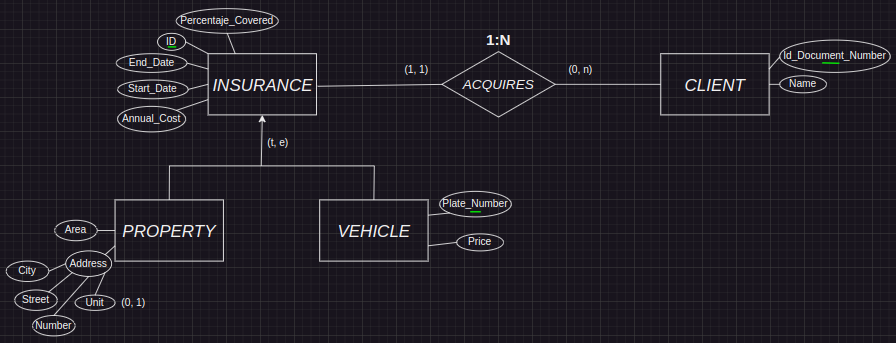 Percentaje_Covered
ID
1:N
End_Date
INSURANCE
(1, 1)
ACQUIRES
(0, n)
CLIENT
Id_Document_Number
Name
Start_Date
Annual_Cost
(t, e)
Area
PROPERTY
VEHICLE
Plate_Number
Price
City
Address
Street
Unit
(0, 1)
Number